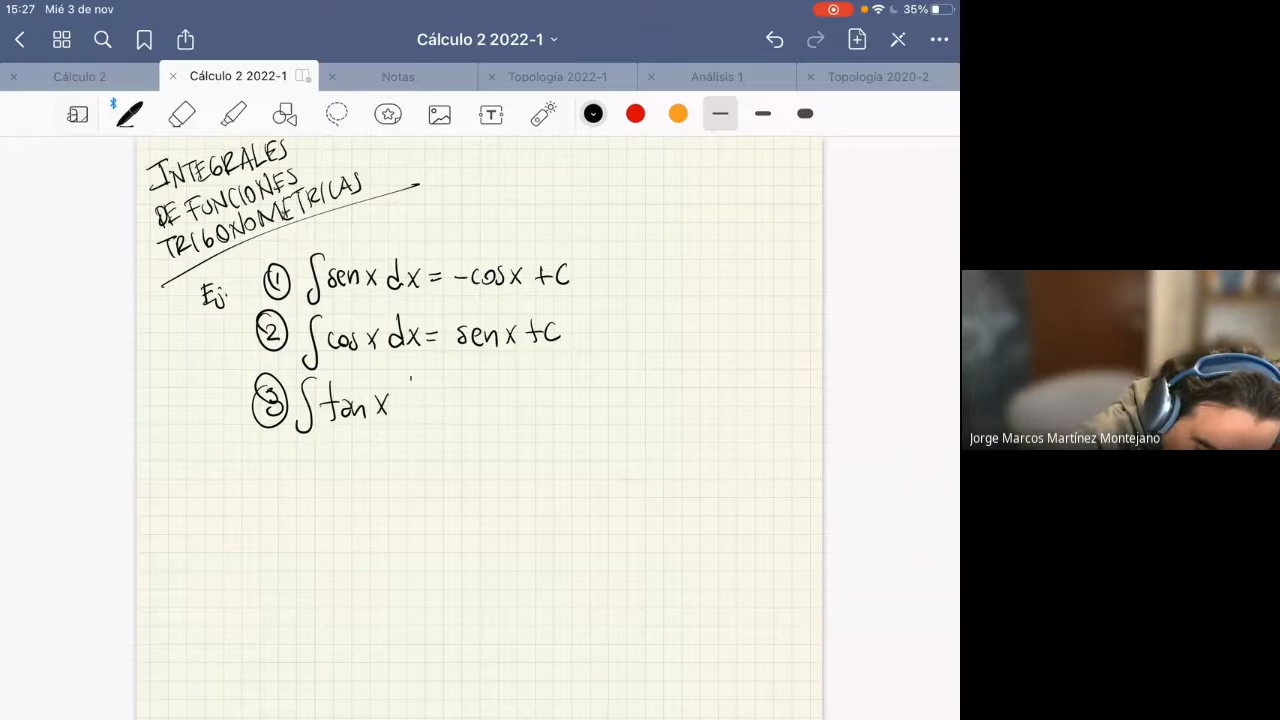 15:27 Mié 3 de nov 35%
Cálculo 2 2022-1
Cálculo 2 Cálculo 2 2022-1 Notas Topología 2022-1 Análisis 1 Topología 2020-2
T
INTEGRALES
DE FUNCIONES
TRIGONOMÉTRICAS
Ej: ① ∫sen x dx = -cos x + C
② ∫cos x dx = sen x + C
③ ∫tan x
Jorge Marcos Martínez Montejano